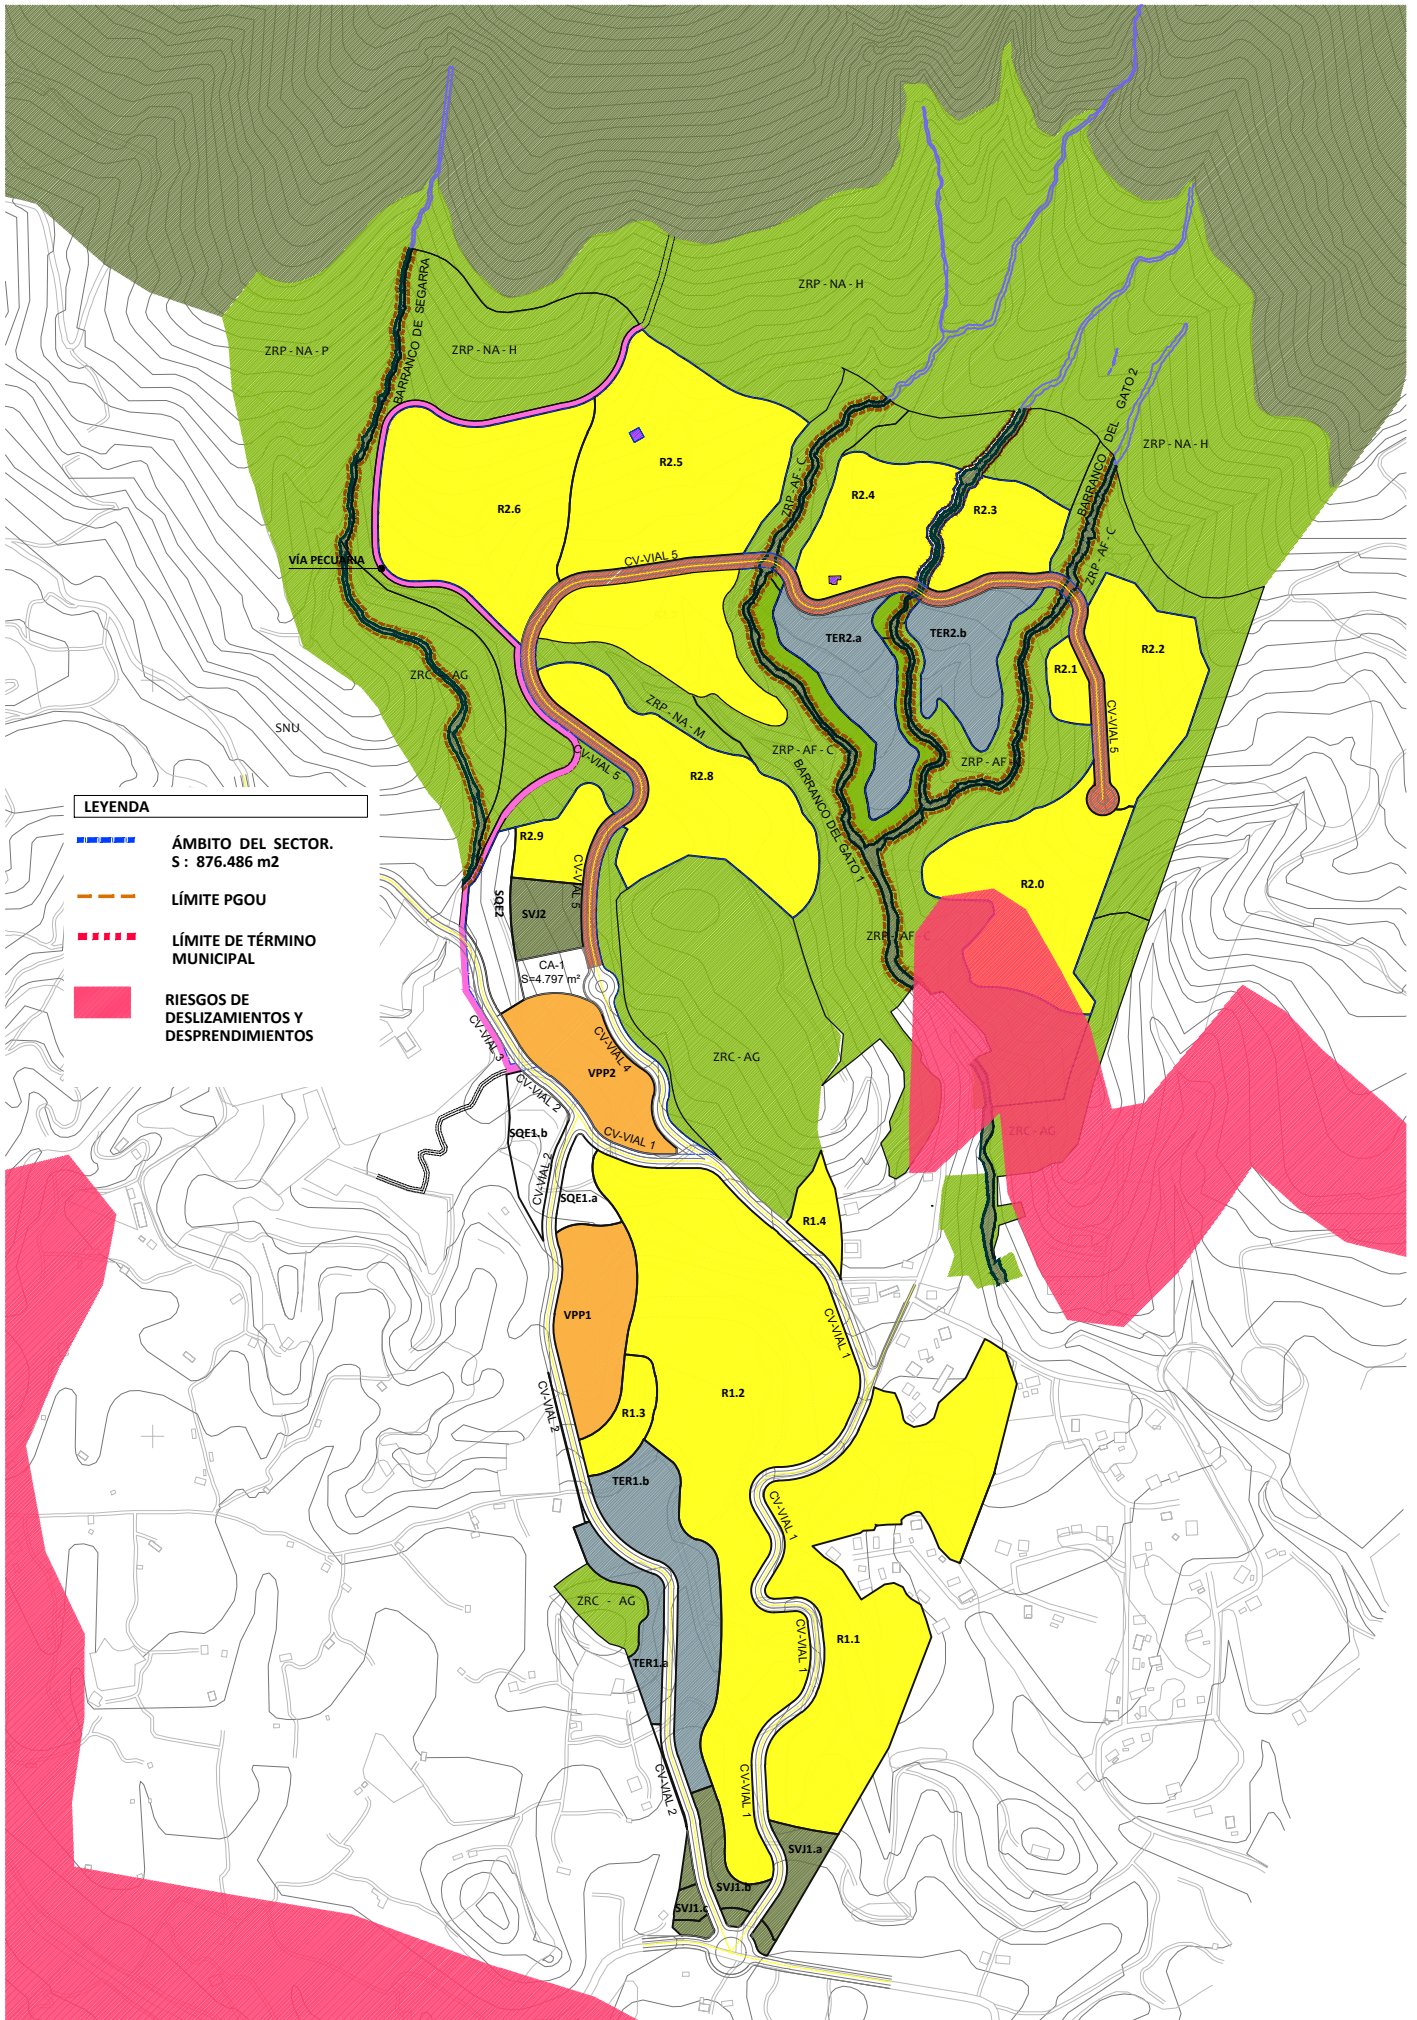 BARRANCO DE SEGARRA
ZRP - NA - H
ZRP - NA - P
ZRP - NA - H
BARRANCO DEL GATO 2
ZRP - NA - H
R2.5
ZRP - AF - C
R2.4
R2.6
R2.3
VÍA PECUARIA
CV-VIAL 5
ZRP - AF - C
TER2.a
TER2.b
R2.2
R2.1
ZRC - AG
SNU
ZRP - NA - M
CV-VIAL 5
CV-VIAL 5
ZRP - AF - C
ZRP - AF -
R2.8
BARRANCO DEL GATO 1
LEYENDA
ÁMBITO DEL SECTOR.
S : 876.486 m2
LÍMITE PGOU
LÍMITE DE TÉRMINO
MUNICIPAL
RIESGOS DE
DESLIZAMIENTOS Y
DESPRENDIMIENTOS
R2.9
CV-VIAL 5
SQE2
SVJ2
R2.0
ZRP - AF - C
CA-1
S=4.797 m²
CV-VIAL 3
CV-VIAL 4
VPP2
ZRC - AG
CV-VIAL 2
SQE1.b
CV-VIAL 1
ZRC - AG
CV-VIAL 2
SQE1.a
R1.4
VPP1
CV-VIAL 1
CV-VIAL 2
R1.2
R1.3
TER1.b
CV-VIAL 1
ZRC - AG
CV-VIAL 1
R1.1
TER1.a
CV-VIAL 2
CV-VIAL 1
SVJ1.a
SVJ1.b
SVJ1.c